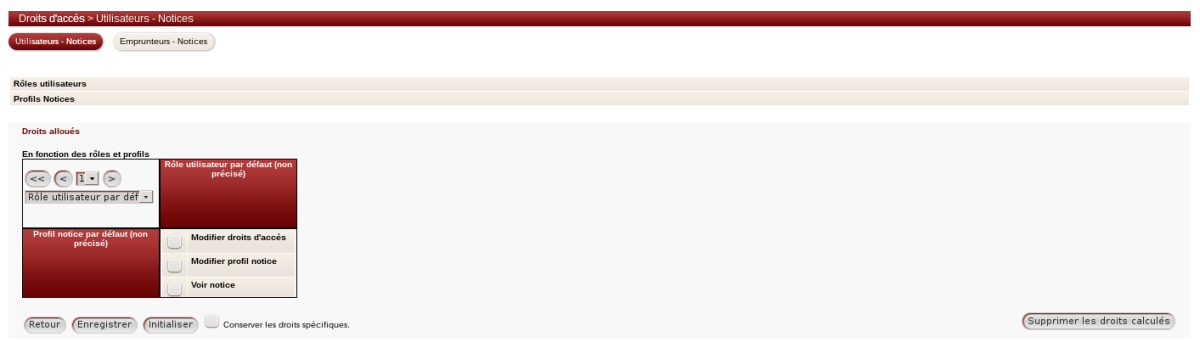 Droits d'accès > Utilisateurs - Notices
Utilisateurs - Notices
Emprunteurs - Notices
Rôles utilisateurs
Profils Notices
Droits alloués
En fonction des rôles et profils
<< < 1 >
Rôle utilisateur par déf
Rôle utilisateur par défaut (non
précisé)
Profil notice par défaut (non
précisé)
Modifier droits d'accès
Modifier profil notice
Voir notice
Retour Enregistrer Initialiser Conserver les droits spécifiques.
Supprimer les droits calculés